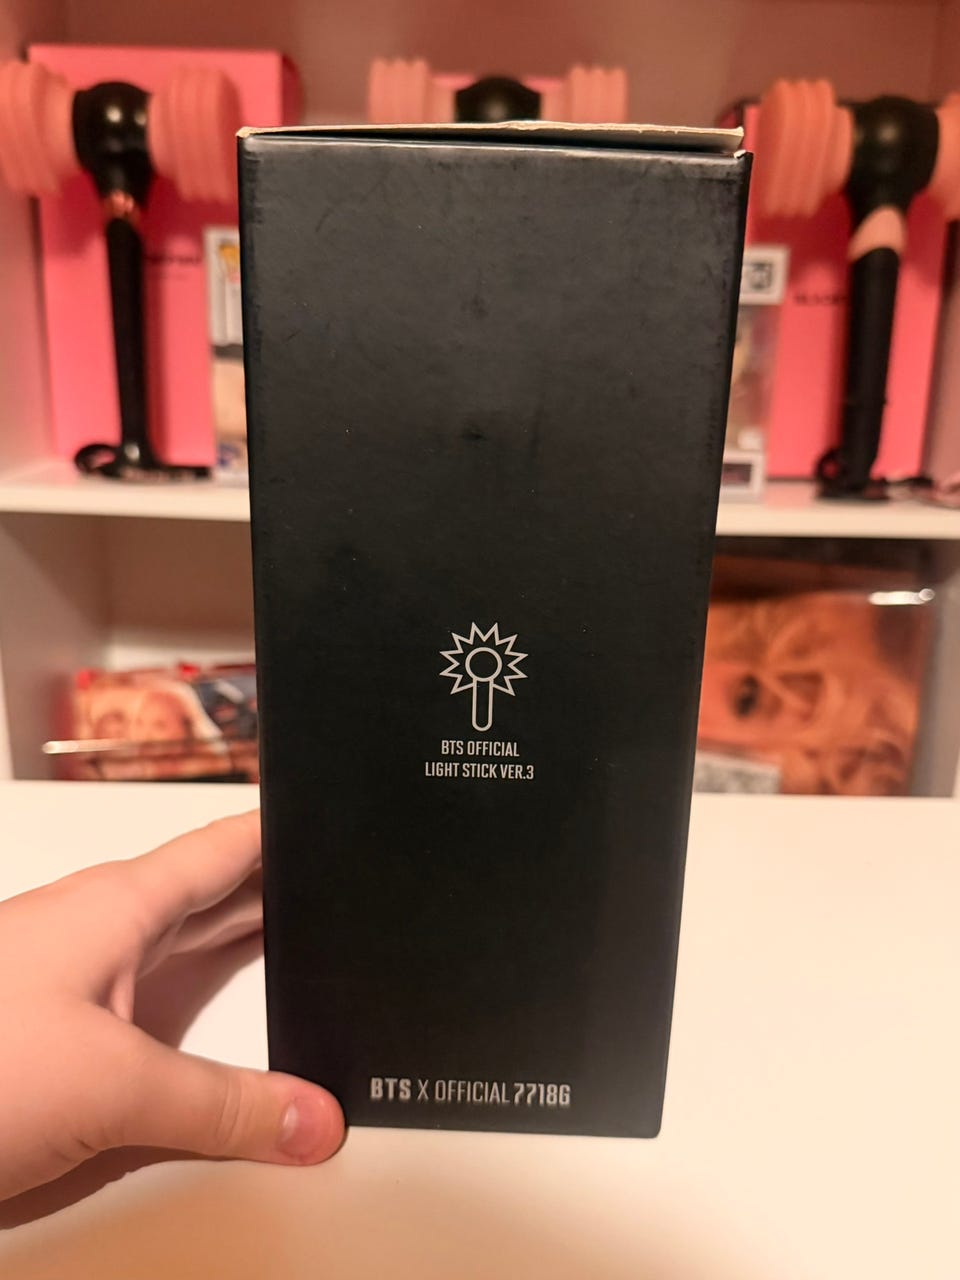 BTS OFFICIAL
LIGHT STICK VER.3
BTS X OFFICIAL 7718G